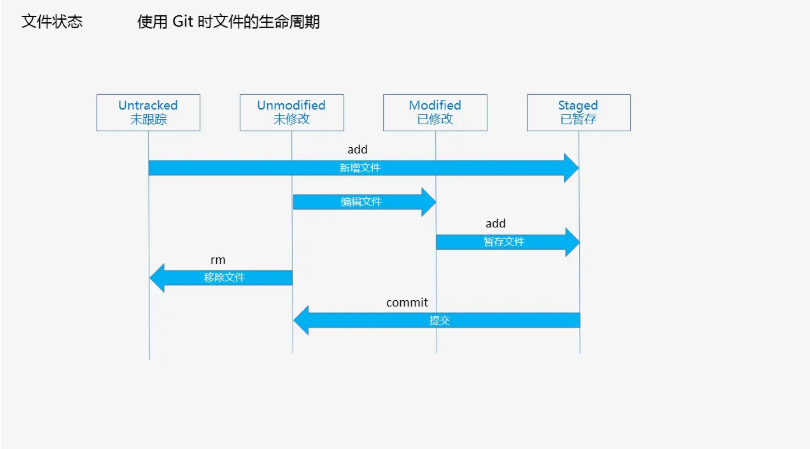 文件状态 使用 Git 时文件的生命周期
Untracked Unmodified Modified Staged
未跟踪 未修改 已修改 已暂存
add
新增文件
编辑文件
add
暂存文件
rm
移除文件
commit
提交